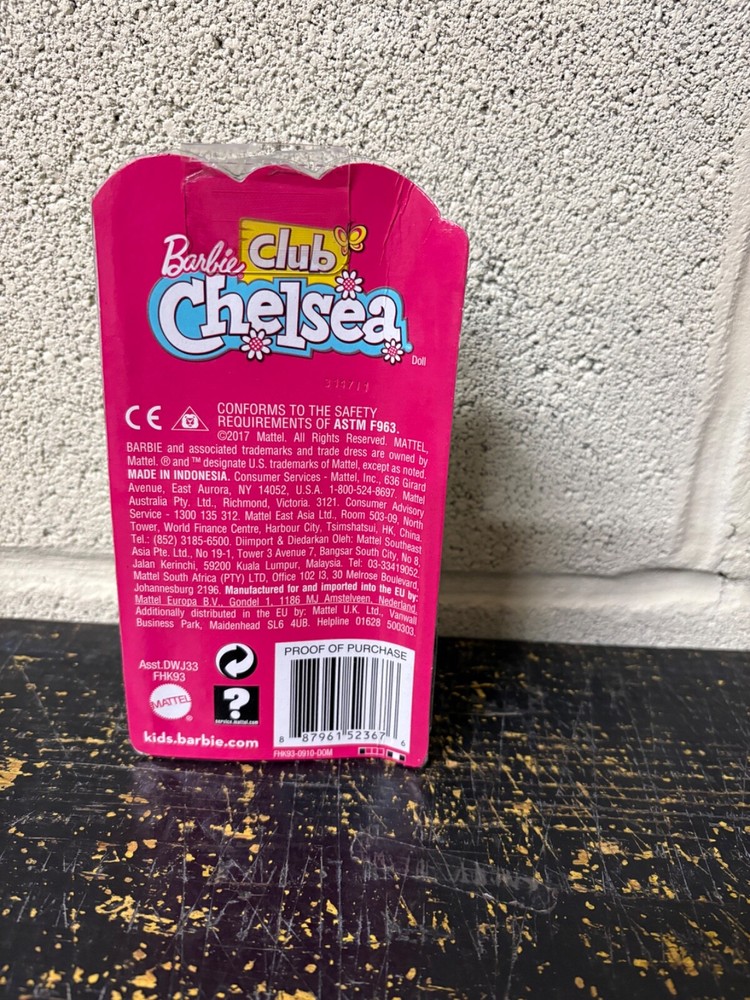 Barbie Club
Chelsea
Doll
CE CONFORMS TO THE SAFETY
REQUIREMENTS OF ASTM F963.
©2017 Mattel. All Rights Reserved. MATTEL,
BARBIE and associated trademarks and trade dress are owned by
Mattel. ® and ™ designate U.S. trademarks of Mattel, except as noted.
MADE IN INDONESIA. Consumer Services - Mattel, Inc., 636 Girard
Avenue, East Aurora, NY 14052, U.S.A. 1-800-524-8697. Mattel
Australia Pty. Ltd., Richmond, Victoria. 3121. Consumer Advisory
Service - 1300 135 312. Mattel East Asia Ltd., Room 503-09, North
Tower, World Finance Centre, Harbour City, Tsimshatsui, HK, China.
Tel.: (852) 3185-6500. Diimport & Diedarkan Oleh: Mattel Southeast
Asia Pte. Ltd., No 19-1, Tower 3 Avenue 7, Bangsar South City, No 8,
Jalan Kerinchi, 59200 Kuala Lumpur, Malaysia. Tel: 03-33419052.
Mattel South Africa (PTY) LTD, Office 102 I3, 30 Melrose Boulevard,
Johannesburg 2196. Manufactured for and imported into the EU by:
Mattel Europa B.V., Gondel 1, 1186 MJ Amstelveen, Nederland.
Additionally distributed in the EU by: Mattel U.K. Ltd., Vanwall
Business Park, Maidenhead SL6 4UB. Helpline 01628 500303.
Asst.DWJ33
FHK93
MATTEL
®
?
service.mattel.com
kids.barbie.com
PROOF OF PURCHASE
8 87961 52367 6
FHK93-0910-DOM